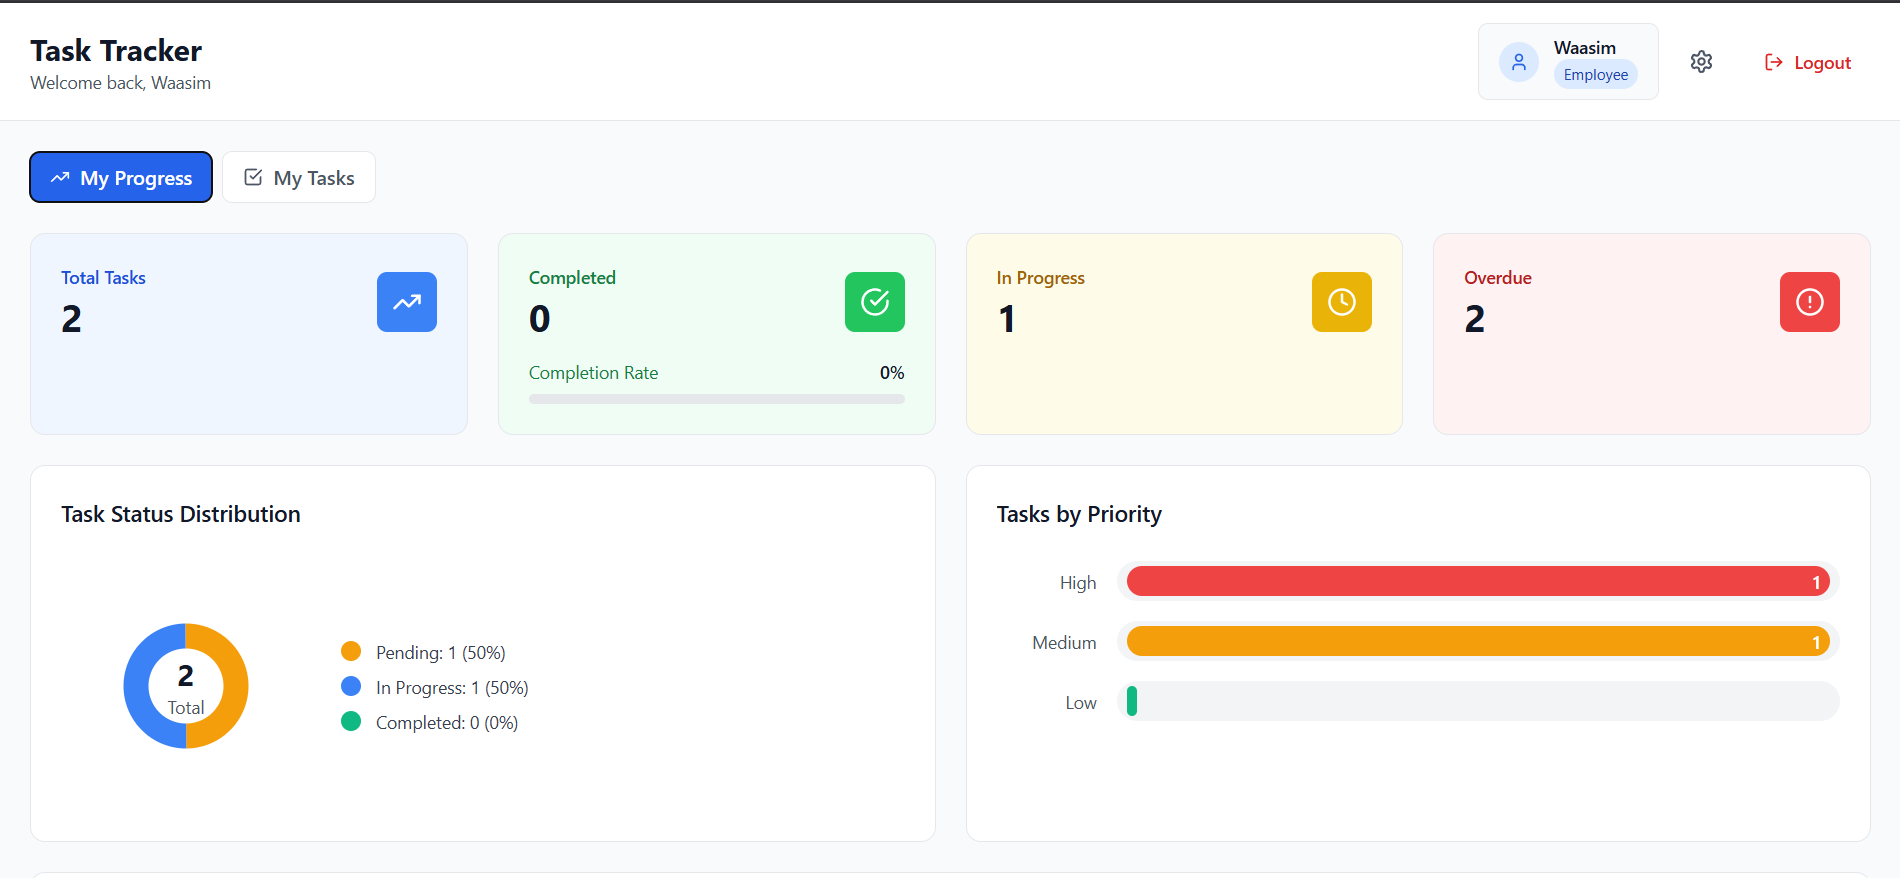 Task Tracker
Welcome back, Waasim
Waasim
Employee
Logout
My Progress
My Tasks
Total Tasks
2
Completed
0
Completion Rate
0%
In Progress
1
Overdue
2
Task Status Distribution
2
Total
Pending: 1 (50%)
In Progress: 1 (50%)
Completed: 0 (0%)
Tasks by Priority
High
1
Medium
1
Low